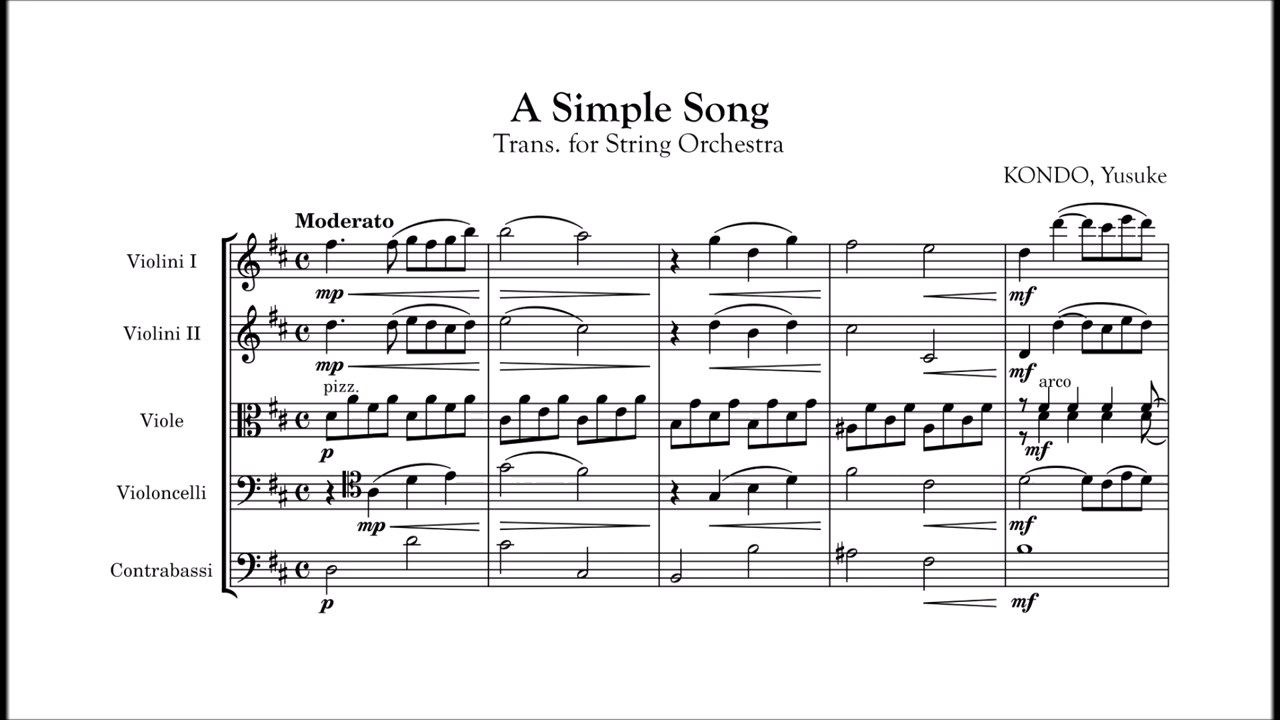 A Simple Song
Trans. for String Orchestra
KONDO, Yusuke
Moderato
Violini I
mp
mf
Violini II
mp
mf
pizz.
arco
Viole
p
mf
Violoncelli
mp
mf
Contrabassi
p
mf